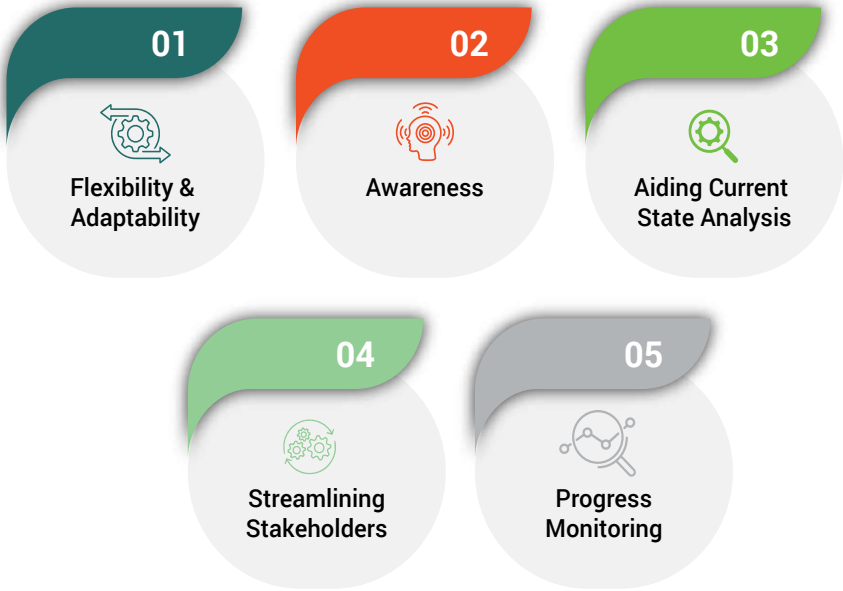 01
Flexibility &
Adaptability
02
Awareness
03
Aiding Current
State Analysis
04
Streamlining
Stakeholders
05
Progress
Monitoring